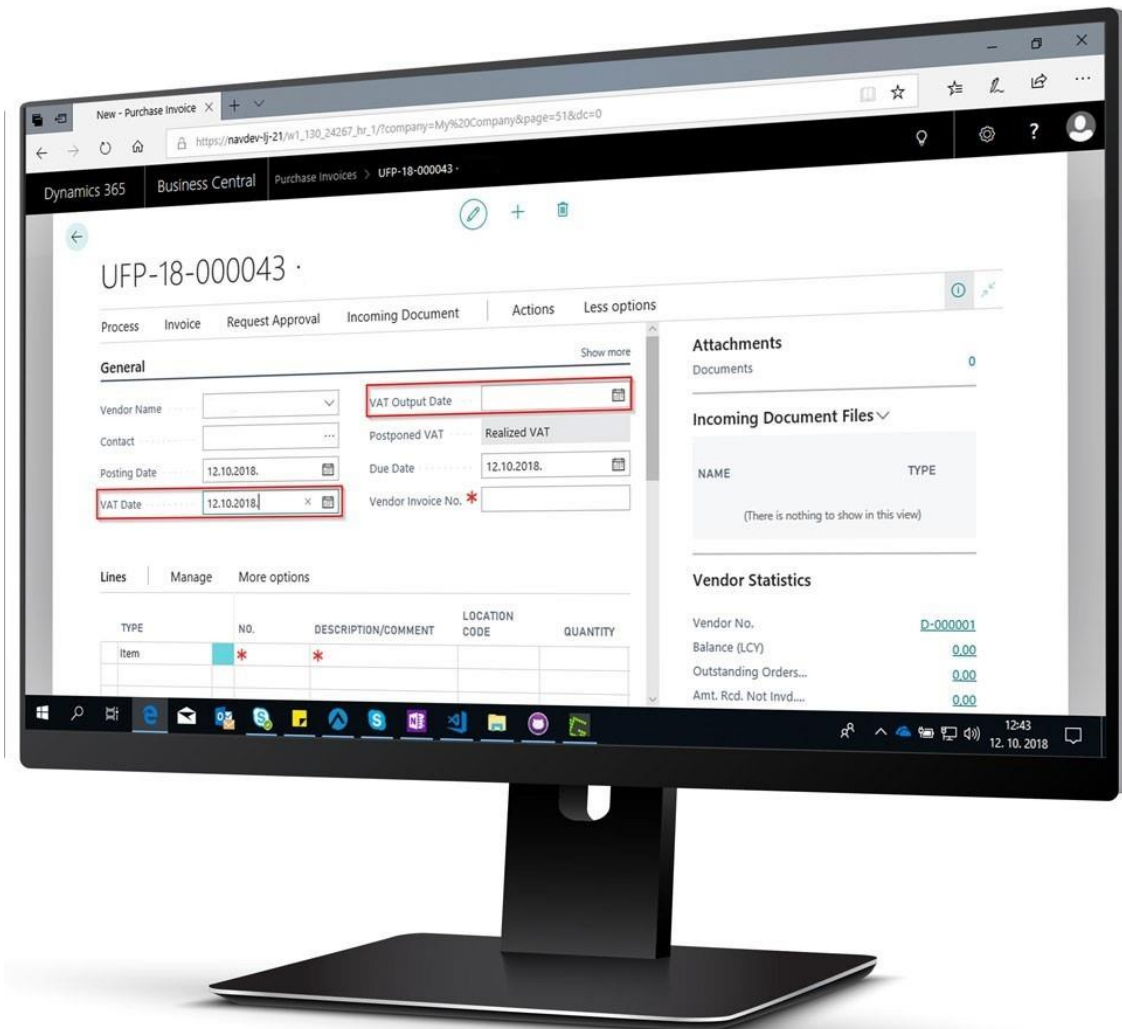 New - Purchase Invoice
https://navdev-lj-21/w1_130_24267_hr_1/?company=My%20Company&page=51&dc=0
Dynamics 365 Business Central Purchase Invoices > UFP-18-000043 ·
UFP-18-000043 ·
Process Invoice Request Approval Incoming Document Actions Less options
General Show more
Vendor Name
Contact
Posting Date 12.10.2018.
VAT Date 12.10.2018.
VAT Output Date
Postponed VAT Realized VAT
Due Date 12.10.2018.
Vendor Invoice No. *
Lines Manage More options
TYPE NO. DESCRIPTION/COMMENT LOCATION CODE QUANTITY
Item * *
Attachments
Documents 0
Incoming Document Files
NAME TYPE
(There is nothing to show in this view)
Vendor Statistics
Vendor No. D-000001
Balance (LCY) 0,00
Outstanding Orders... 0,00
Amt. Rcd. Not Invd.... 0,00
12:43
12. 10. 2018